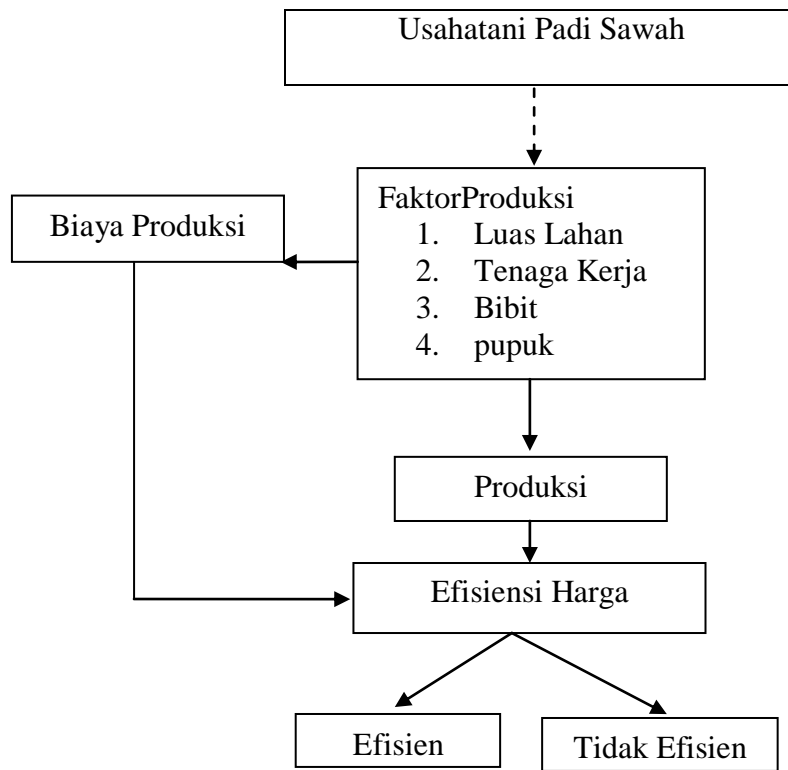 Usahatani Padi Sawah
Biaya Produksi
FaktorProduksi
1. Luas Lahan
2. Tenaga Kerja
3. Bibit
4. pupuk
Produksi
Efisiensi Harga
Efisien
Tidak Efisien